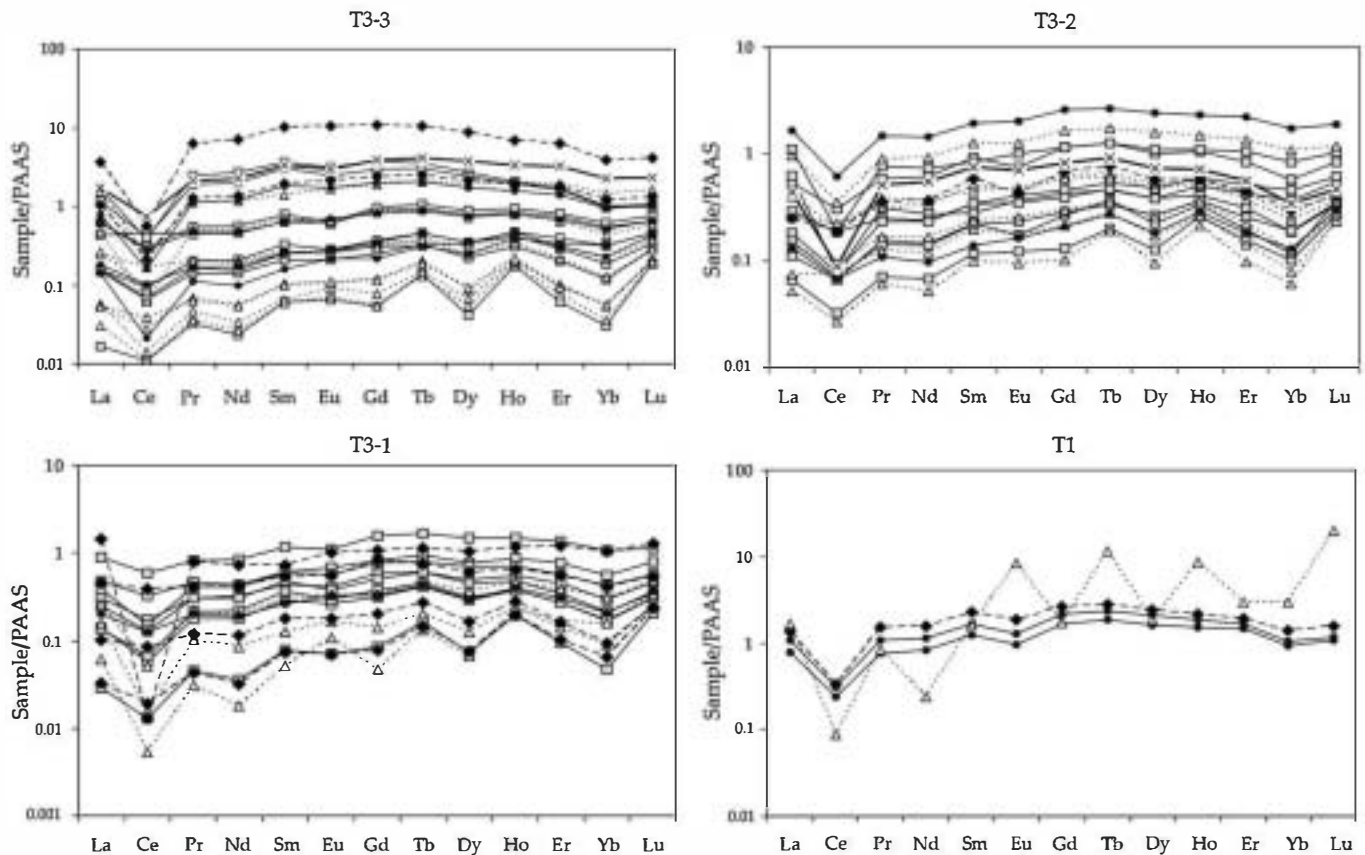 T3-3
100
10
1
0.1
0.01
Sample/PAAS
La Ce Pr Nd Sm Eu Gd Tb Dy Ho Er Yb Lu
T3-2
10
1
0.1
0.01
Sample/PAAS
La Ce Pr Nd Sm Eu Gd Tb Dy Ho Er Yb Lu
T3-1
10
1
0.1
0.01
0.001
Sample/PAAS
La Ce Pr Nd Sm Eu Gd Tb Dy Ho Er Yb Lu
T1
100
10
1
0.1
0.01
Sample/PAAS
La Ce Pr Nd Sm Eu Gd Tb Dy Ho Er Yb Lu